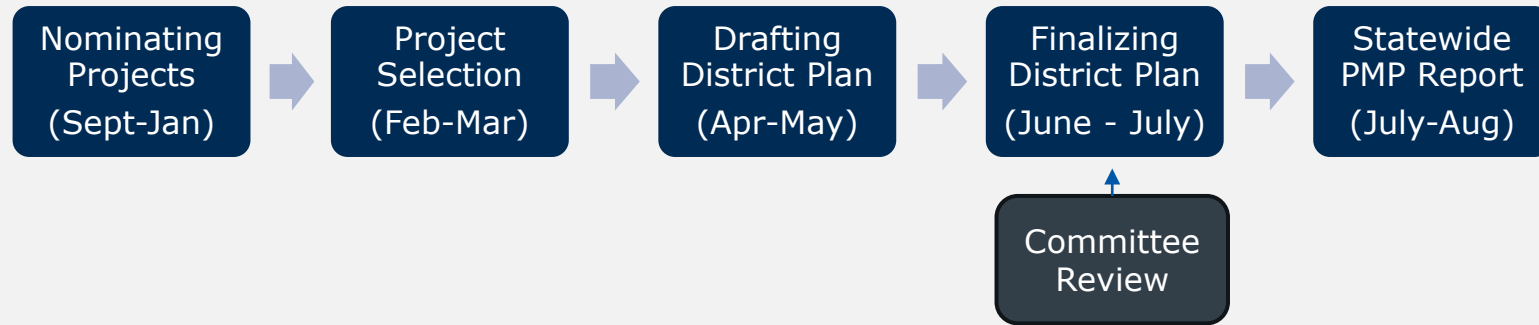 Nominating
Projects
(Sept-Jan)
Project
Selection
(Feb-Mar)
Drafting
District Plan
(Apr-May)
Finalizing
District Plan
(June - July)
Statewide
PMP Report
(July-Aug)
Committee
Review